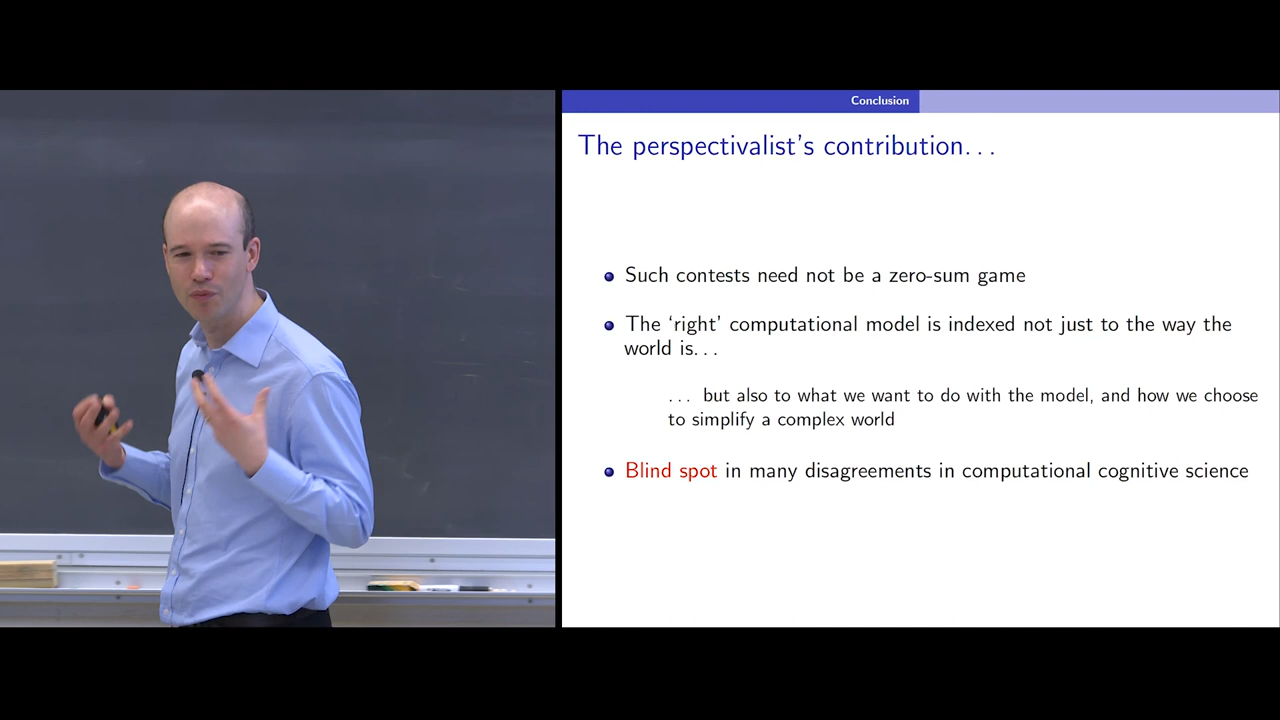 Conclusion
The perspectivalist's contribution. . .
Such contests need not be a zero-sum game
The ‘right’ computational model is indexed not just to the way the
world is. . .
. . . but also to what we want to do with the model, and how we choose
to simplify a complex world
Blind spot in many disagreements in computational cognitive science